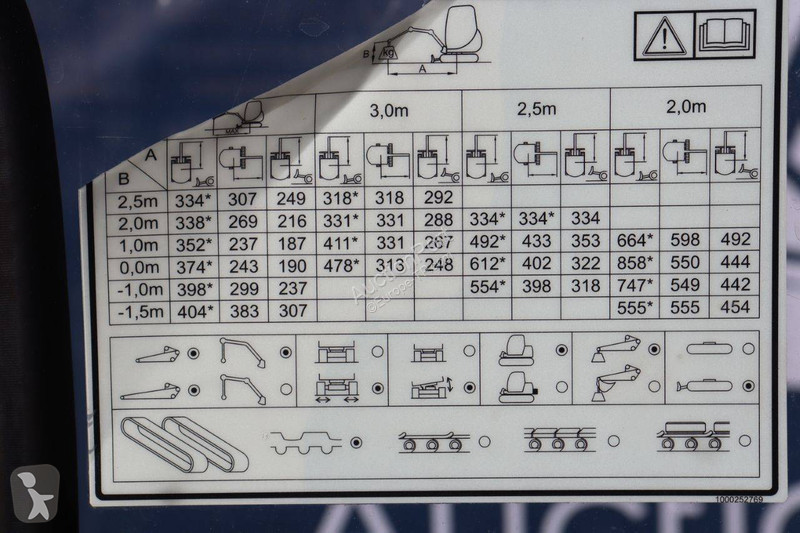 B kg
A
3,0m 2,5m 2,0m
A
B
2,5m 334* 307 249 318* 318 292
2,0m 338* 269 216 331* 331 288 334* 334* 334
1,0m 352* 237 187 411* 331 267 492* 433 353 664* 598 492
0,0m 374* 243 190 478* 313 248 612* 402 322 858* 550 444
-1,0m 398* 299 237 554* 398 318 747* 549 442
-1,5m 404* 383 307 555* 555* 454
1000252769